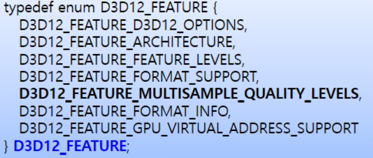 typedef enum D3D12_FEATURE {
D3D12_FEATURE_D3D12_OPTIONS,
D3D12_FEATURE_ARCHITECTURE,
D3D12_FEATURE_FEATURE_LEVELS,
D3D12_FEATURE_FORMAT_SUPPORT,
D3D12_FEATURE_MULTISAMPLE_QUALITY_LEVELS,
D3D12_FEATURE_FORMAT_INFO,
D3D12_FEATURE_GPU_VIRTUAL_ADDRESS_SUPPORT
} D3D12_FEATURE;